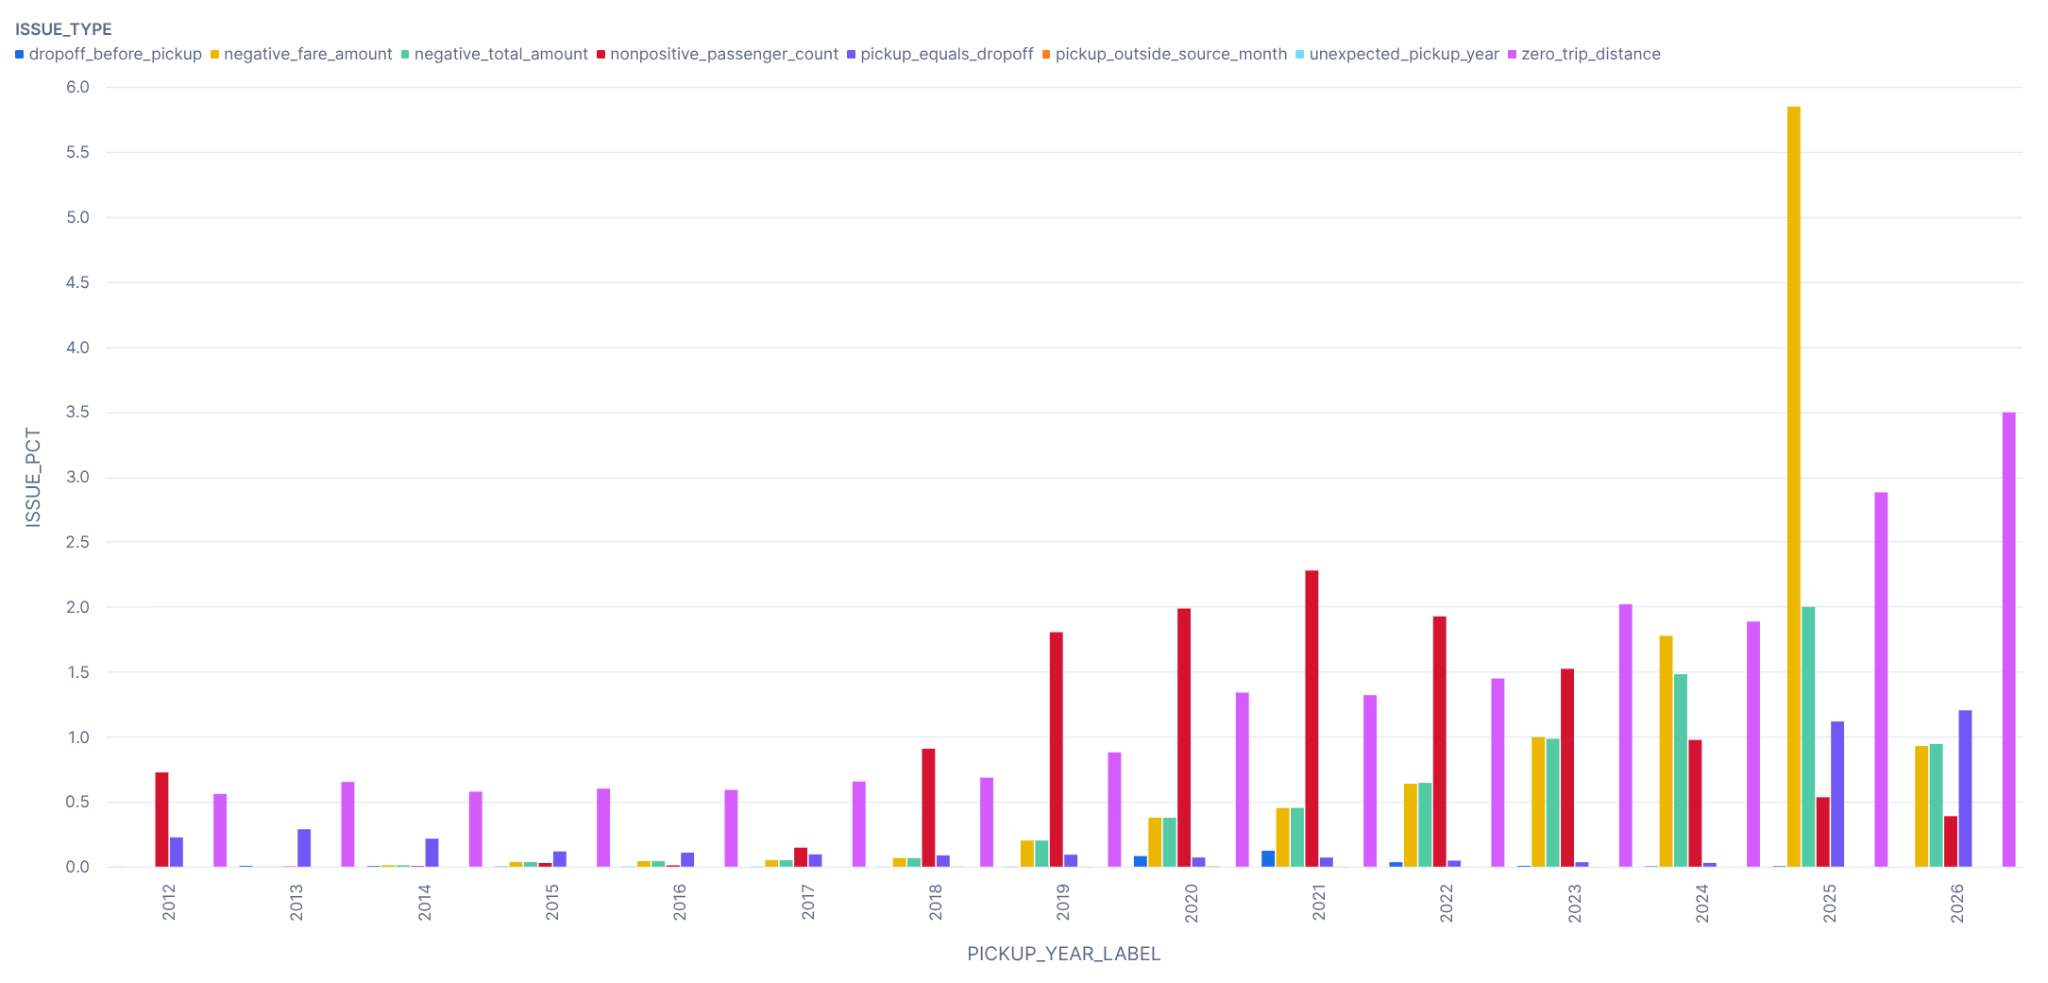 ISSUE_TYPE
dropoff_before_pickup negative_fare_amount negative_total_amount nonpositive_passenger_count pickup_equals_dropoff pickup_outside_source_month unexpected_pickup_year zero_trip_distance
6.0
5.5
5.0
4.5
4.0
3.5
3.0
2.5
2.0
1.5
1.0
0.5
0.0
ISSUE_PCT
2012 2013 2014 2015 2016 2017 2018 2019 2020 2021 2022 2023 2024 2025 2026
PICKUP_YEAR_LABEL